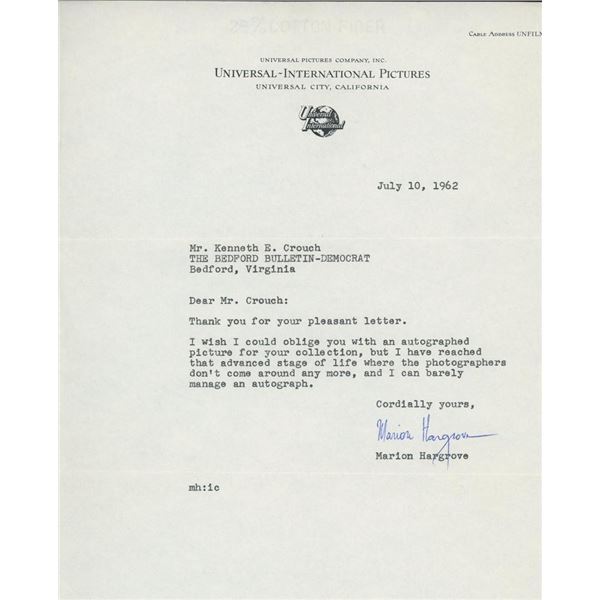 CABLE ADDRESS UNFILM
UNIVERSAL PICTURES COMPANY, INC.
UNIVERSAL-INTERNATIONAL PICTURES
UNIVERSAL CITY, CALIFORNIA
Universal
International
July 10, 1962
Mr. Kenneth E. Crouch
THE BEDFORD BULLETIN-DEMOCRAT
Bedford, Virginia
Dear Mr. Crouch:
Thank you for your pleasant letter.
I wish I could oblige you with an autographed
picture for your collection, but I have reached
that advanced stage of life where the photographers
don't come around any more, and I can barely
manage an autograph.
Cordially yours,
Marion Hargrove
Marion Hargrove
mh:ic